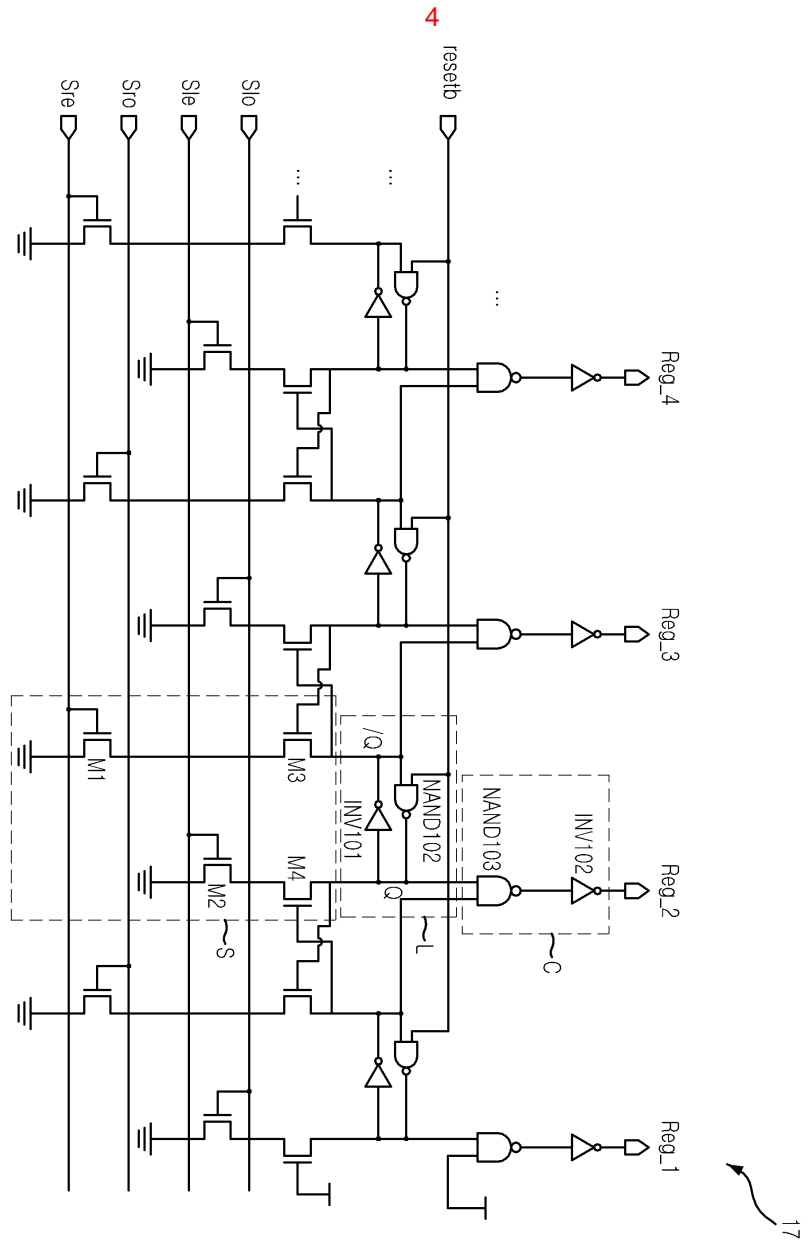 4
resetb
Slo
Sle
Sro
Sre
...
...
...
Reg_4
Reg_3
Reg_2
Reg_1
/Q
Q
NAND102
INV101
NAND103
INV102
M1
M3
M2
M4
S
L
C
17